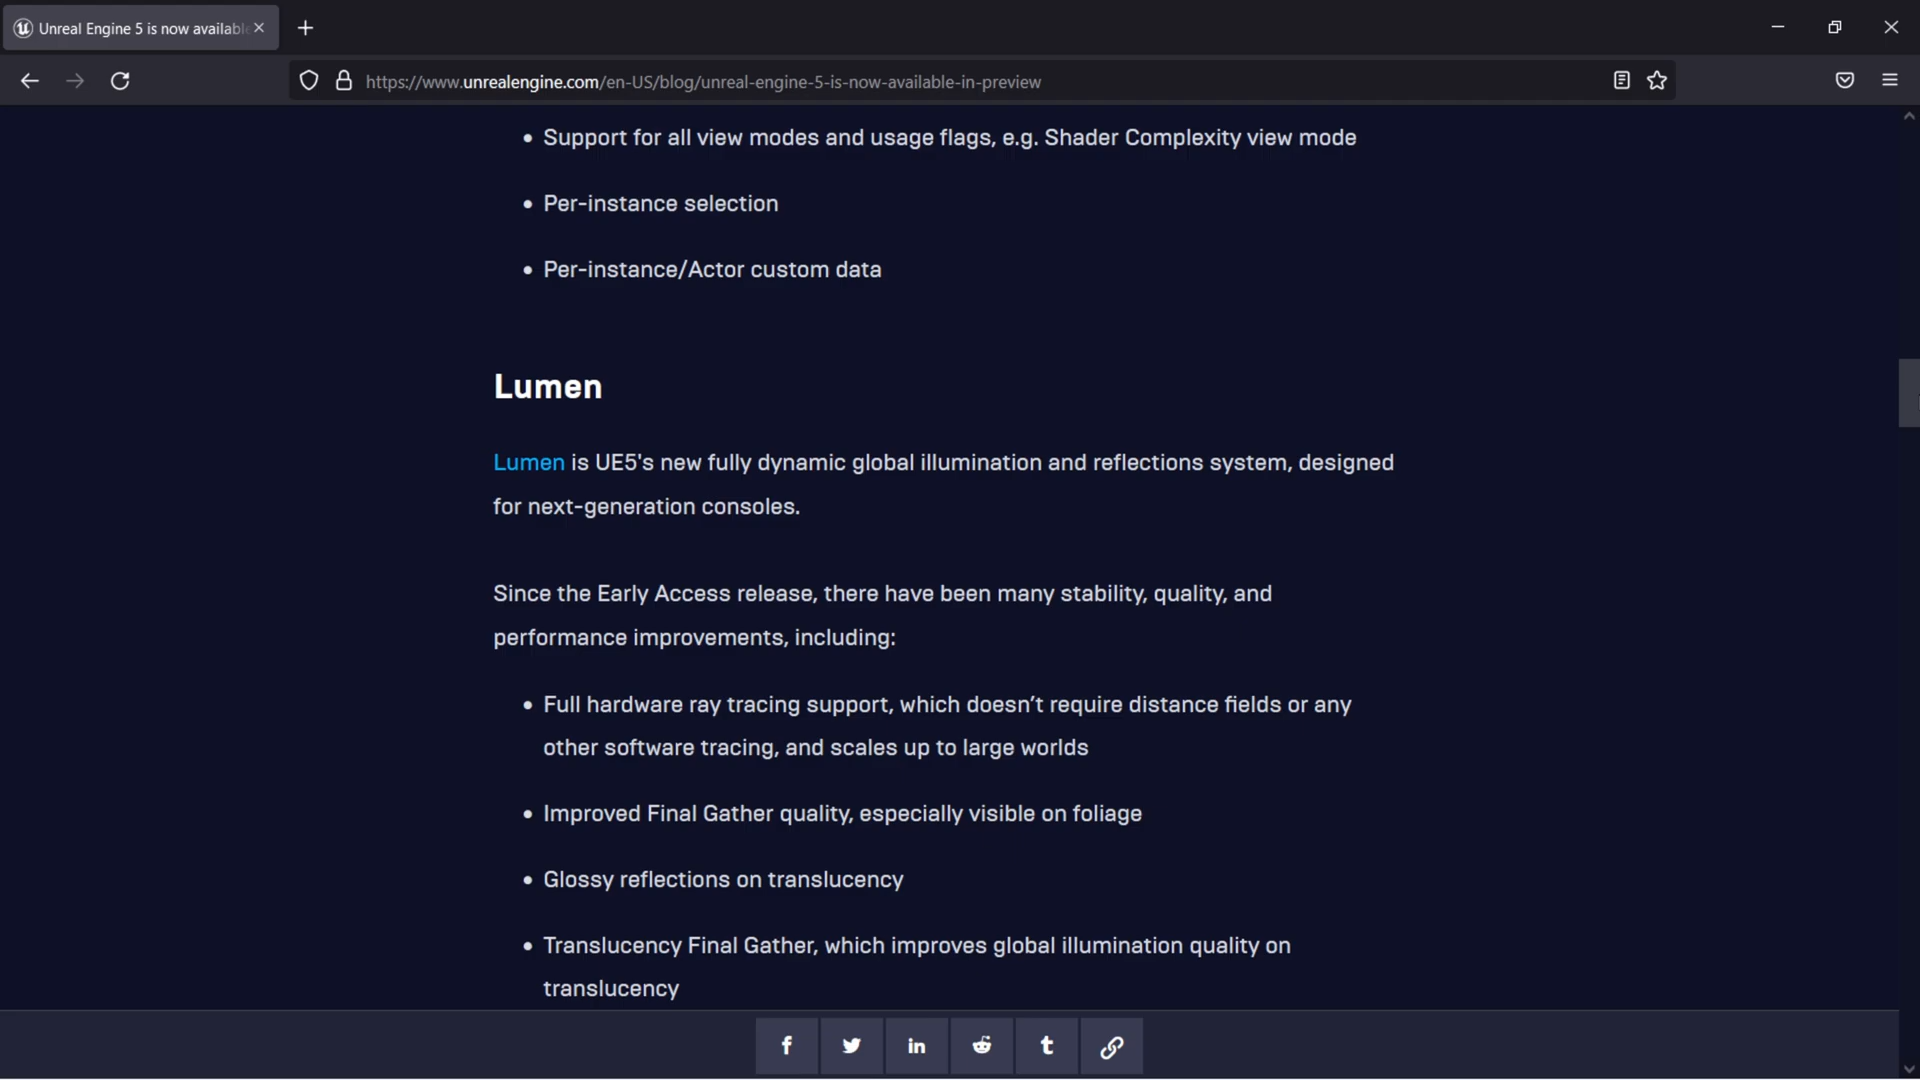 Unreal Engine 5 is now availabl
https://www.unrealengine.com/en-US/blog/unreal-engine-5-is-now-available-in-preview
• Support for all view modes and usage flags, e.g. Shader Complexity view mode
• Per-instance selection
• Per-instance/Actor custom data
Lumen
Lumen is UE5's new fully dynamic global illumination and reflections system, designed
for next-generation consoles.
Since the Early Access release, there have been many stability, quality, and
performance improvements, including:
• Full hardware ray tracing support, which doesn’t require distance fields or any
other software tracing, and scales up to large worlds
• Improved Final Gather quality, especially visible on foliage
• Glossy reflections on translucency
• Translucency Final Gather, which improves global illumination quality on
translucency